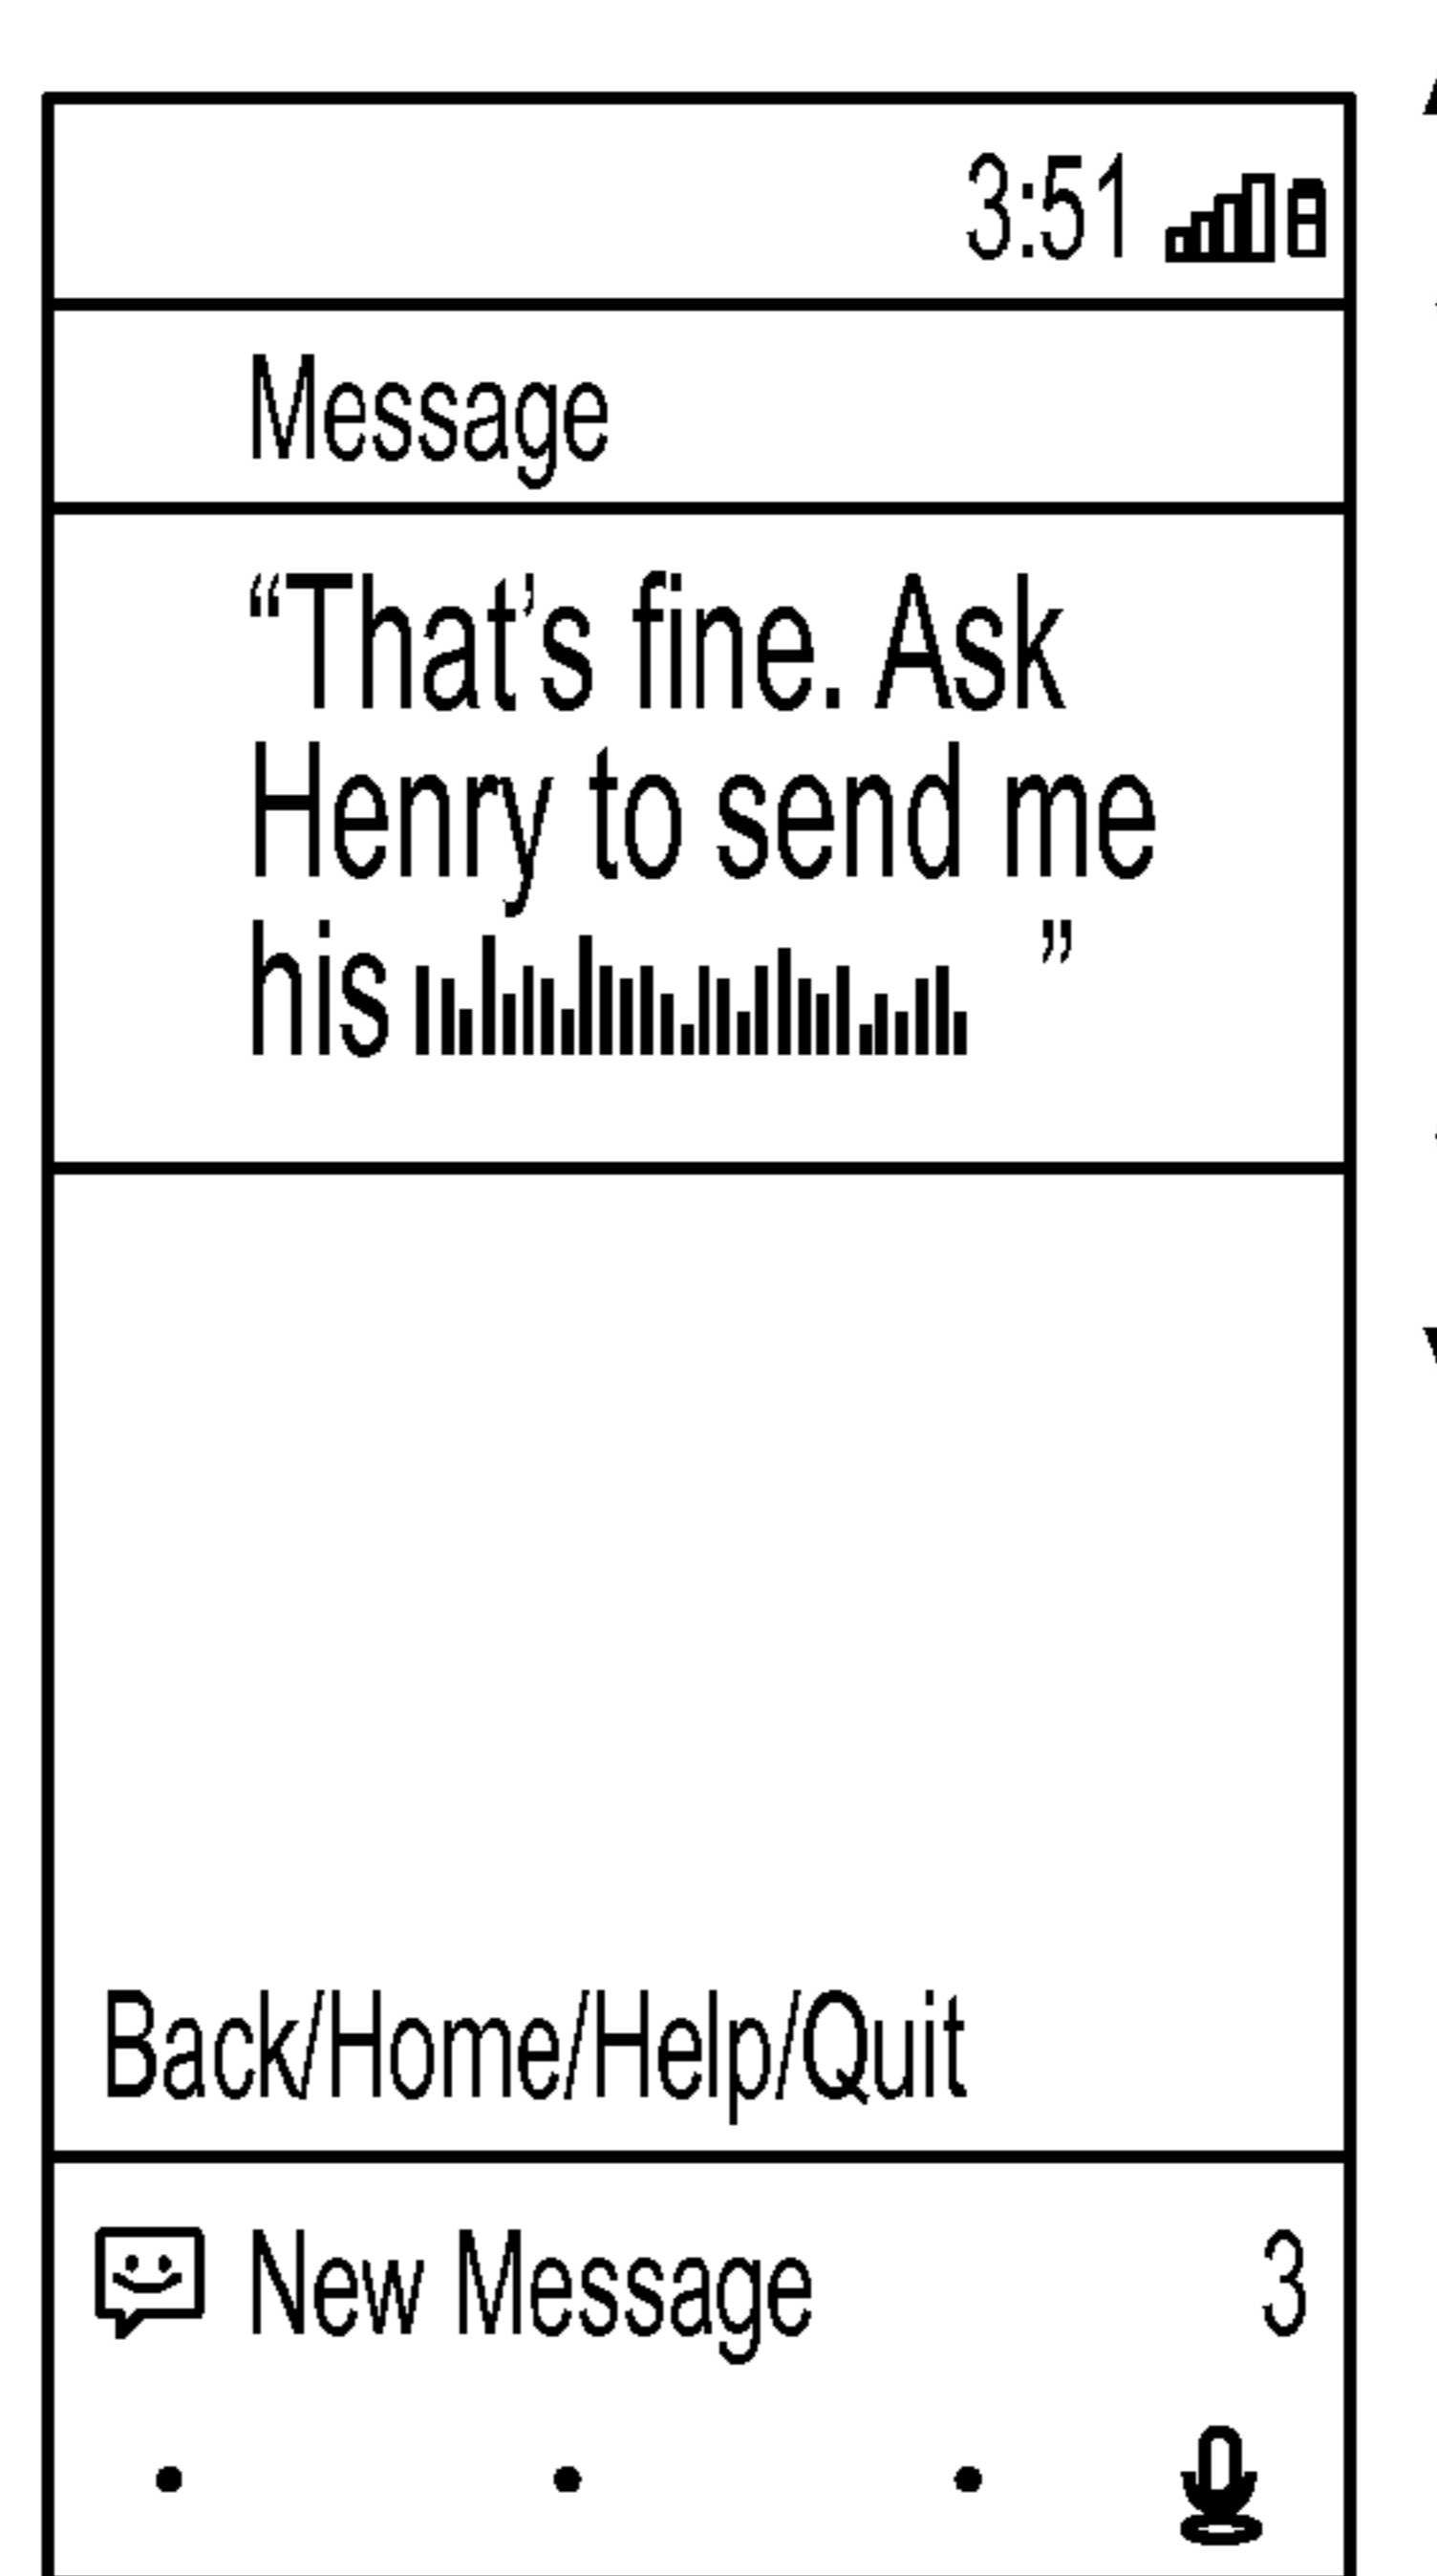 3:51
Message
“That’s fine. Ask
Henry to send me
his ”
Back/Home/Help/Quit
New Message 3